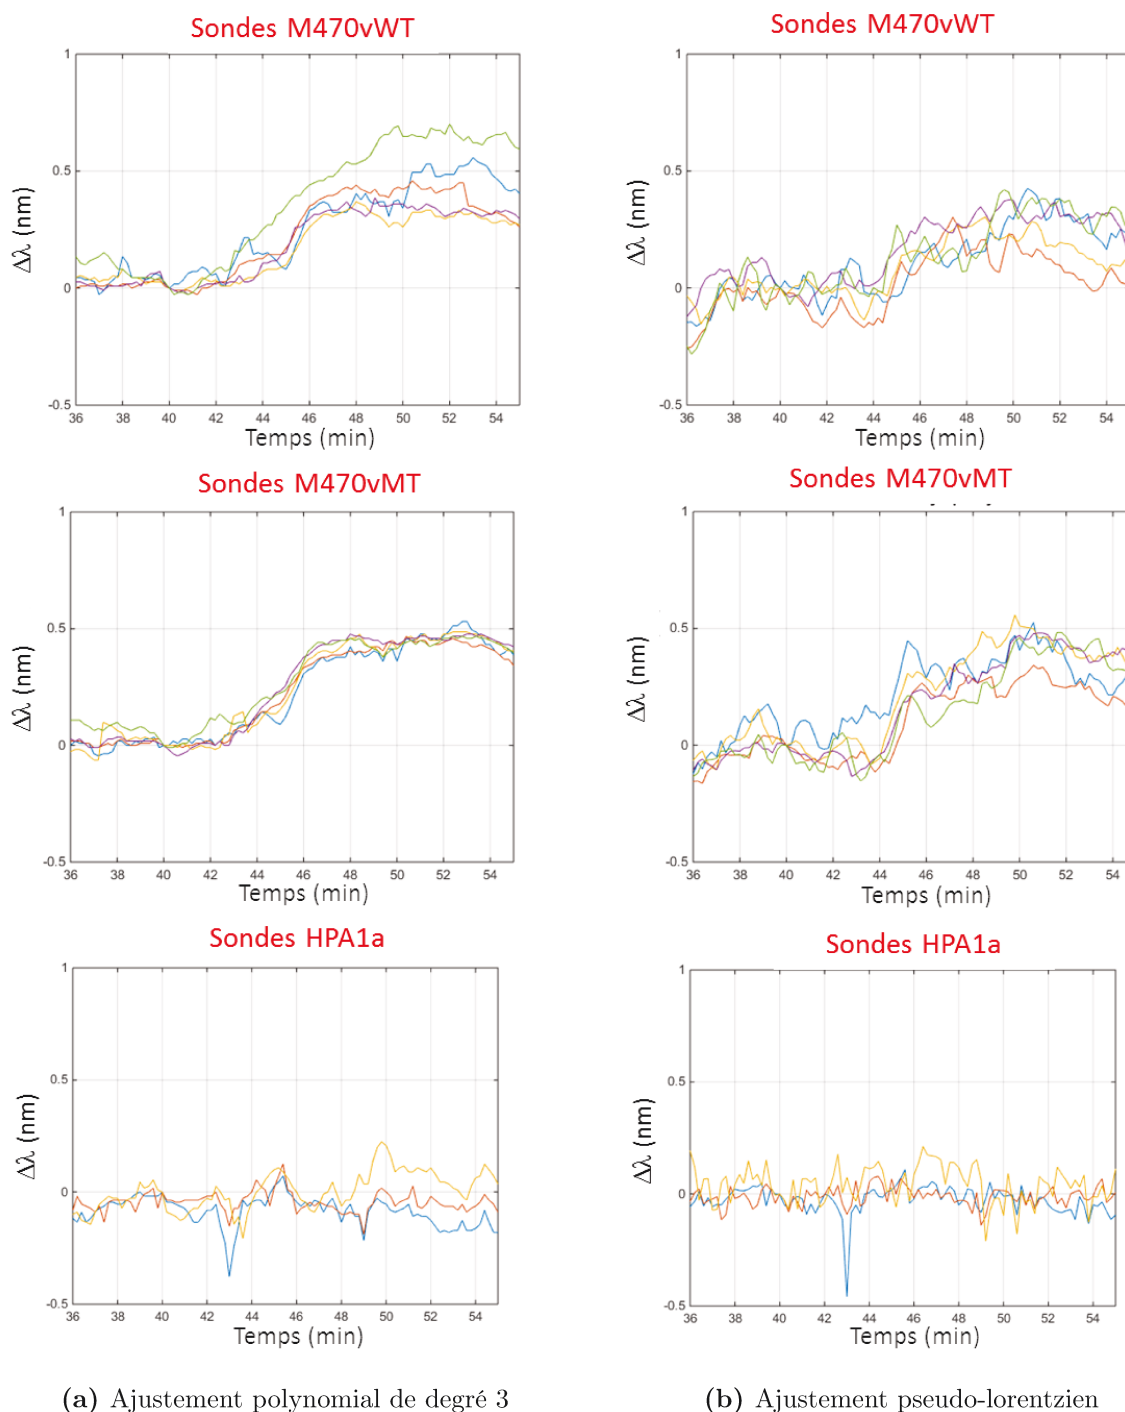 Sondes M470vWT
1
0.5
0
-0.5
Δλ (nm)
36 38 40 42 44 46 48 50 52 54
Temps (min)
Sondes M470vWT
1
0.5
0
-0.5
Δλ (nm)
36 38 40 42 44 46 48 50 52 54
Temps (min)
Sondes M470vMT
1
0.5
0
-0.5
Δλ (nm)
36 38 40 42 44 46 48 50 52 54
Temps (min)
Sondes M470vMT
1
0.5
0
-0.5
Δλ (nm)
36 38 40 42 44 46 48 50 52 54
Temps (min)
Sondes HPA1a
1
0.5
0
-0.5
Δλ (nm)
36 38 40 42 44 46 48 50 52 54
Temps (min)
Sondes HPA1a
1
0.5
0
-0.5
Δλ (nm)
36 38 40 42 44 46 48 50 52 54
Temps (min)
(a) Ajustement polynomial de degré 3
(b) Ajustement pseudo-lorentzien